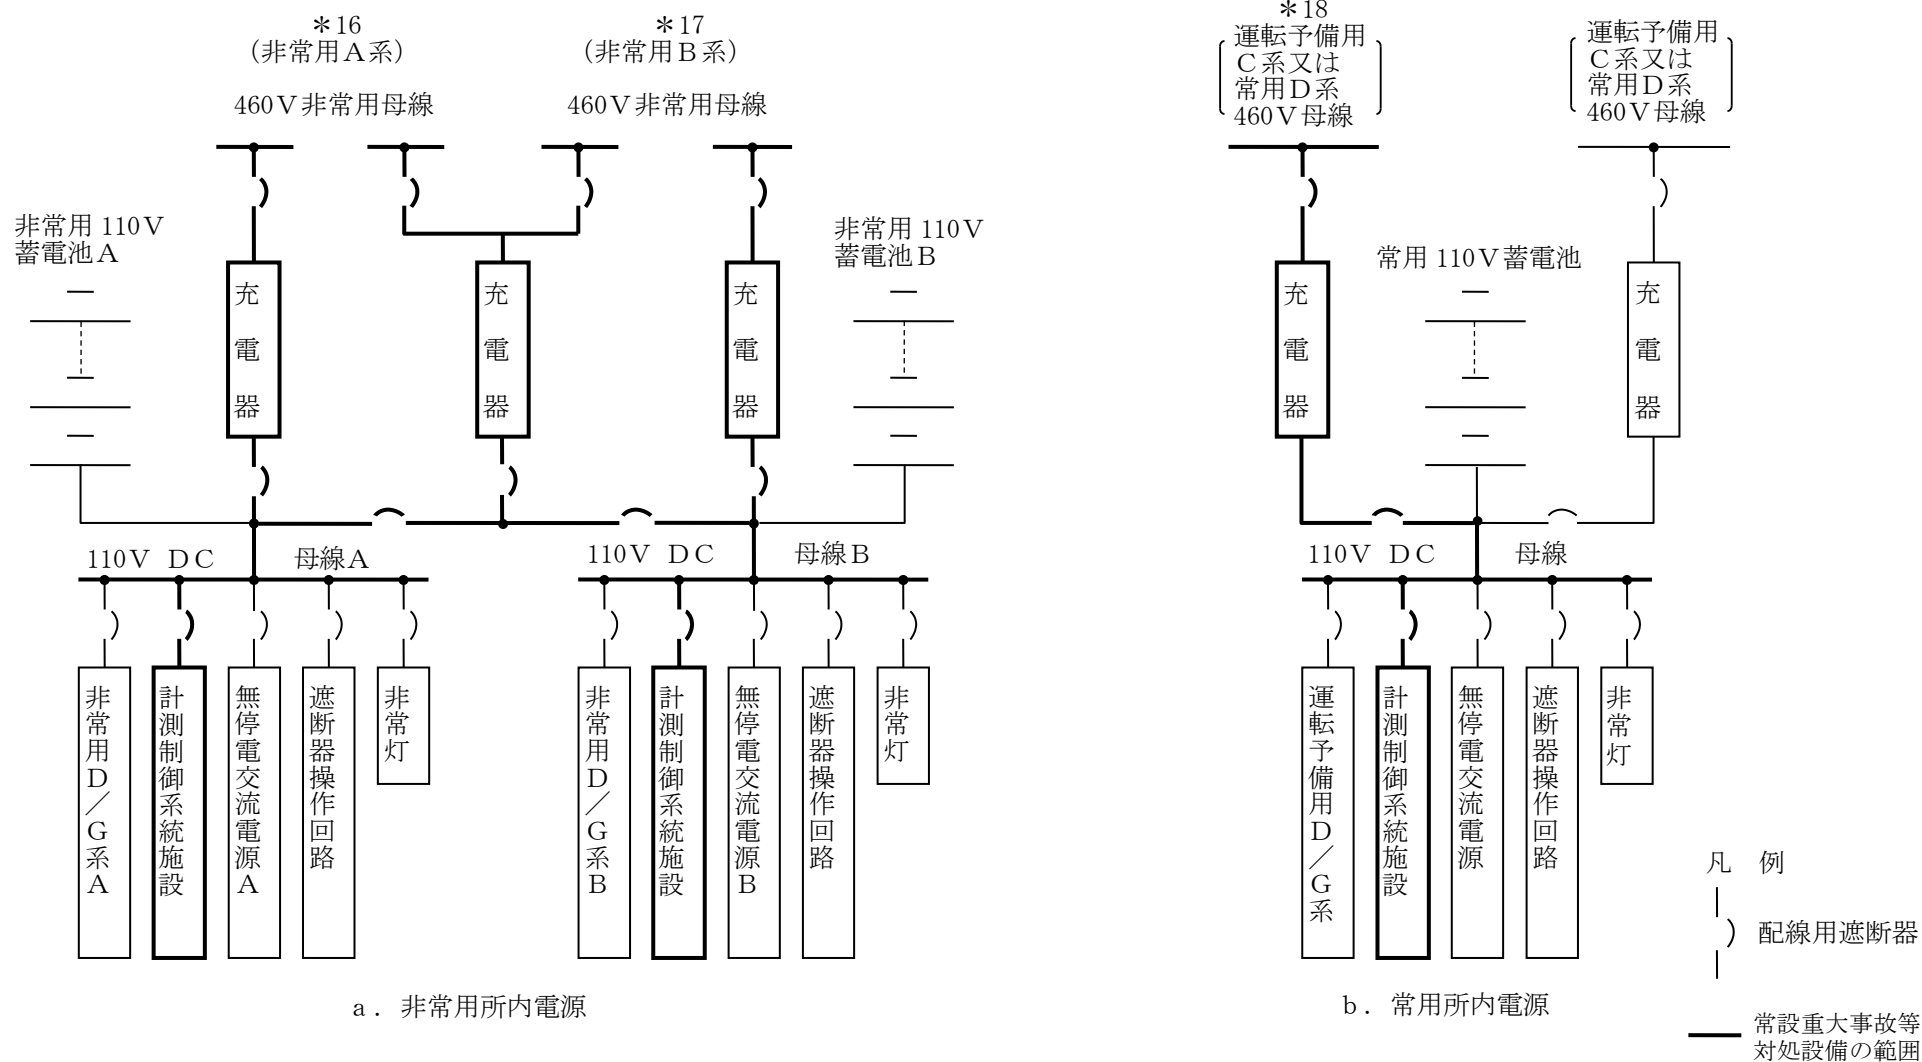 ＊16
（非常用Ａ系）
460Ｖ非常用母線
＊17
（非常用Ｂ系）
460Ｖ非常用母線
＊18
運転予備用
Ｃ系又は
常用Ｄ系
460Ｖ母線
運転予備用
Ｃ系又は
常用Ｄ系
460Ｖ母線
非常用 110Ｖ
蓄電池Ａ
充電器
充電器
充電器
非常用 110Ｖ
蓄電池Ｂ
充電器
常用 110Ｖ蓄電池
充電器
110Ｖ ＤＣ 母線Ａ
110Ｖ ＤＣ 母線Ｂ
110Ｖ ＤＣ 母線
非常用Ｄ／Ｇ系Ａ
計測制御系統施設
無停電交流電源Ａ
遮断器操作回路
非常灯
非常用Ｄ／Ｇ系Ｂ
計測制御系統施設
無停電交流電源Ｂ
遮断器操作回路
非常灯
運転予備用Ｄ／Ｇ系
計測制御系統施設
無停電交流電源
遮断器操作回路
非常灯
ａ．非常用所内電源
ｂ．常用所内電源
凡 例
配線用遮断器
常設重大事故等
対処設備の範囲